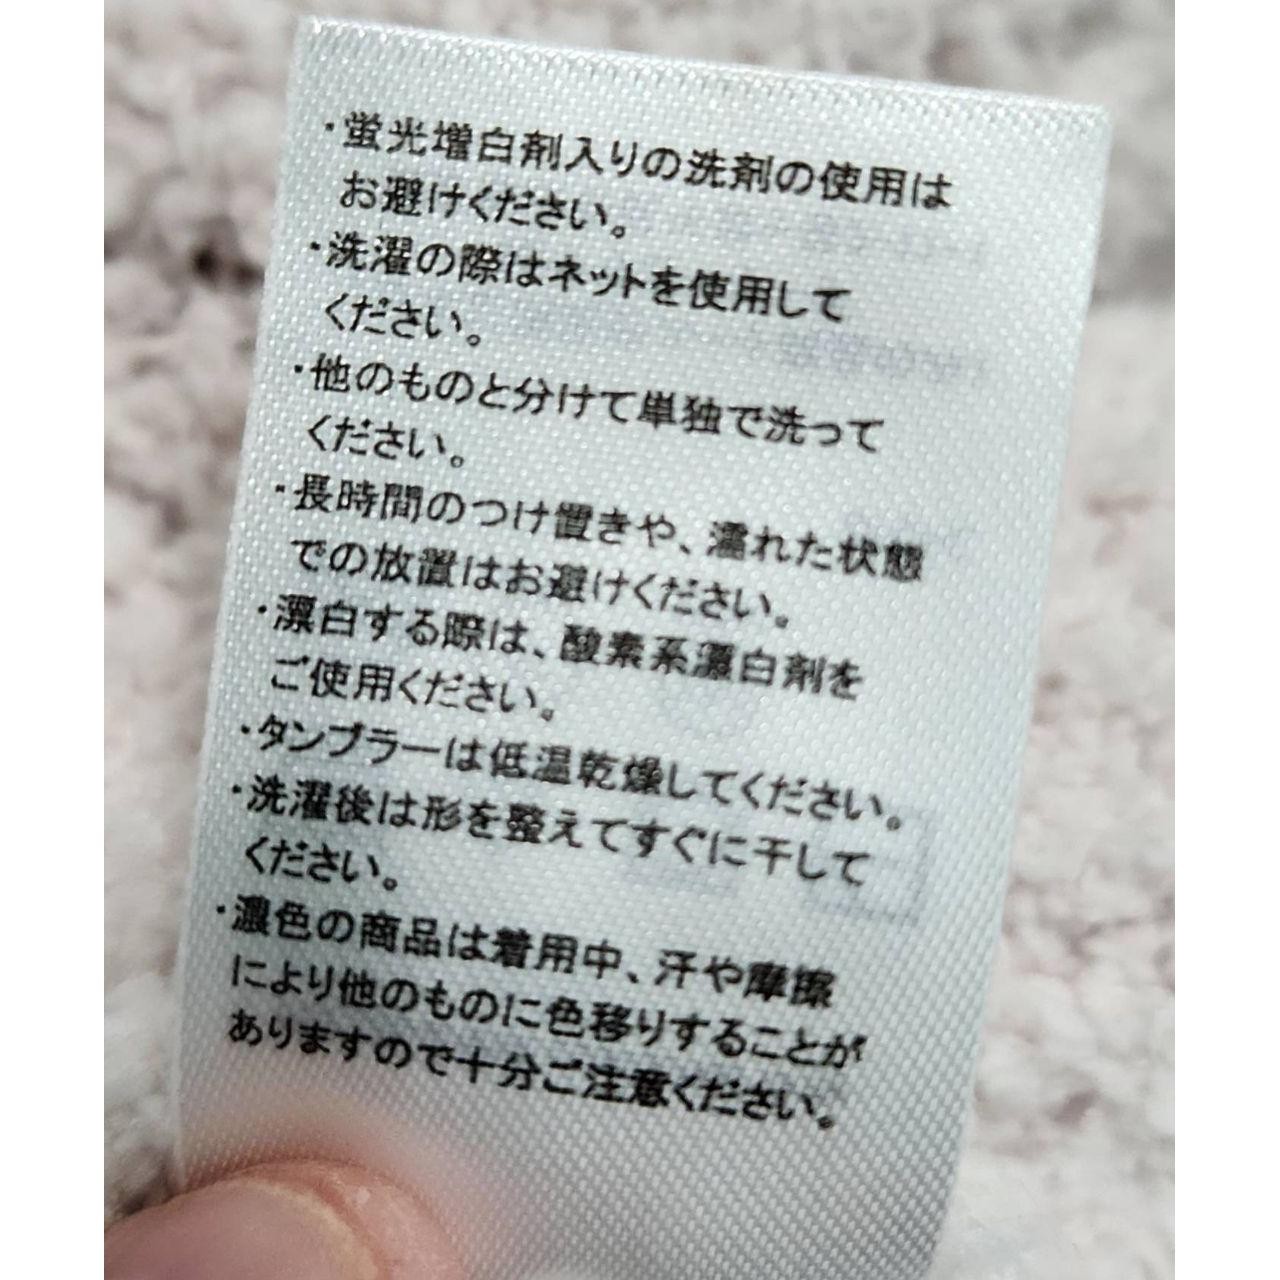 ・蛍光増白剤入りの洗剤の使用は
お避けください。
・洗濯の際はネットを使用して
ください。
・他のものと分けて単独で洗って
ください。
・長時間のつけ置きや、濡れた状態
での放置はお避けください。
・漂白する際は、酸素系漂白剤を
ご使用ください。
・タンブラーは低温乾燥してください。
・洗濯後は形を整えてすぐに干して
ください。
・濃色の商品は着用中、汗や摩擦
により他のものに色移りすることが
ありますので十分ご注意ください。